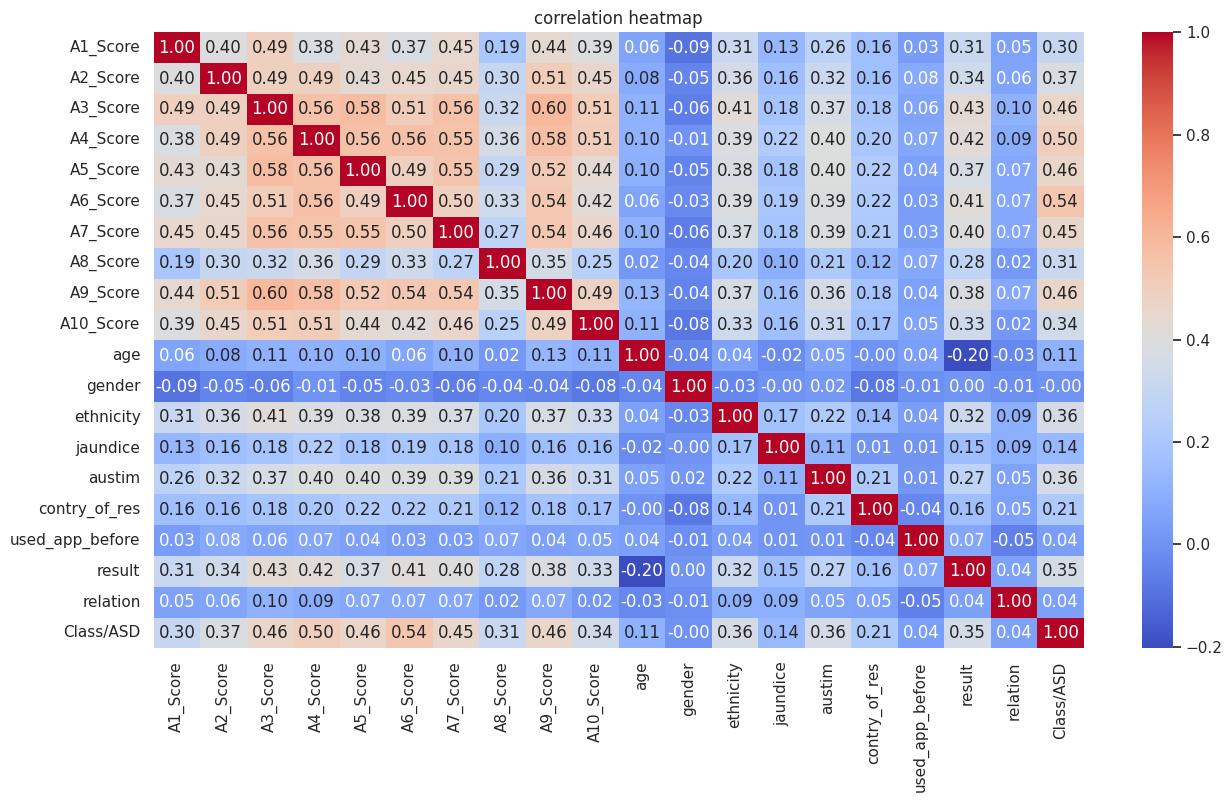 correlation heatmap
A1_Score 1.00 0.40 0.49 0.38 0.43 0.37 0.45 0.19 0.44 0.39 0.06 -0.09 0.31 0.13 0.26 0.16 0.03 0.31 0.05 0.30
A2_Score 0.40 1.00 0.49 0.49 0.43 0.45 0.45 0.30 0.51 0.45 0.08 -0.05 0.36 0.16 0.32 0.16 0.08 0.34 0.06 0.37
A3_Score 0.49 0.49 1.00 0.56 0.58 0.51 0.56 0.32 0.60 0.51 0.11 -0.06 0.41 0.18 0.37 0.18 0.06 0.43 0.10 0.46
A4_Score 0.38 0.49 0.56 1.00 0.56 0.56 0.55 0.36 0.58 0.51 0.10 -0.01 0.39 0.22 0.40 0.20 0.07 0.42 0.09 0.50
A5_Score 0.43 0.43 0.58 0.56 1.00 0.49 0.55 0.29 0.52 0.44 0.10 -0.05 0.38 0.18 0.40 0.22 0.04 0.37 0.07 0.46
A6_Score 0.37 0.45 0.51 0.56 0.49 1.00 0.50 0.33 0.54 0.42 0.06 -0.03 0.39 0.19 0.39 0.22 0.03 0.41 0.07 0.54
A7_Score 0.45 0.45 0.56 0.55 0.55 0.50 1.00 0.27 0.54 0.46 0.10 -0.06 0.37 0.18 0.39 0.21 0.03 0.40 0.07 0.45
A8_Score 0.19 0.30 0.32 0.36 0.29 0.33 0.27 1.00 0.35 0.25 0.02 -0.04 0.20 0.10 0.21 0.12 0.07 0.28 0.02 0.31
A9_Score 0.44 0.51 0.60 0.58 0.52 0.54 0.54 0.35 1.00 0.49 0.13 -0.04 0.37 0.16 0.36 0.18 0.04 0.38 0.07 0.46
A10_Score 0.39 0.45 0.51 0.51 0.44 0.42 0.46 0.25 0.49 1.00 0.11 -0.08 0.33 0.16 0.31 0.17 0.05 0.33 0.02 0.34
age 0.06 0.08 0.11 0.10 0.10 0.06 0.10 0.02 0.13 0.11 1.00 -0.04 0.04 -0.02 0.05 -0.00 0.04 -0.20 -0.03 0.11
gender -0.09 -0.05 -0.06 -0.01 -0.05 -0.03 -0.06 -0.04 -0.04 -0.08 -0.04 1.00 -0.03 -0.00 0.02 -0.08 -0.01 0.00 -0.01 -0.00
ethnicity 0.31 0.36 0.41 0.39 0.38 0.39 0.37 0.20 0.37 0.33 0.04 -0.03 1.00 0.17 0.22 0.14 0.04 0.32 0.09 0.36
jaundice 0.13 0.16 0.18 0.22 0.18 0.19 0.18 0.10 0.16 0.16 -0.02 -0.00 0.17 1.00 0.11 0.01 0.01 0.15 0.09 0.14
austim 0.26 0.32 0.37 0.40 0.40 0.39 0.39 0.21 0.36 0.31 0.05 0.02 0.22 0.11 1.00 0.21 0.01 0.27 0.05 0.36
contry_of_res 0.16 0.16 0.18 0.20 0.22 0.22 0.21 0.12 0.18 0.17 -0.00 -0.08 0.14 0.01 0.21 1.00 -0.04 0.16 0.05 0.21
used_app_before 0.03 0.08 0.06 0.07 0.04 0.03 0.03 0.07 0.04 0.05 0.04 -0.01 0.04 0.01 0.01 -0.04 1.00 0.07 -0.05 0.04
result 0.31 0.34 0.43 0.42 0.37 0.41 0.40 0.28 0.38 0.33 -0.20 0.00 0.32 0.15 0.27 0.16 0.07 1.00 0.04 0.35
relation 0.05 0.06 0.10 0.09 0.07 0.07 0.07 0.02 0.07 0.02 -0.03 -0.01 0.09 0.09 0.05 0.05 -0.05 0.04 1.00 0.04
Class/ASD 0.30 0.37 0.46 0.50 0.46 0.54 0.45 0.31 0.46 0.34 0.11 -0.00 0.36 0.14 0.36 0.21 0.04 0.35 0.04 1.00
A1_Score A2_Score A3_Score A4_Score A5_Score A6_Score A7_Score A8_Score A9_Score A10_Score age gender ethnicity jaundice austim contry_of_res used_app_before result relation Class/ASD
1.0
0.8
0.6
0.4
0.2
0.0
−0.2